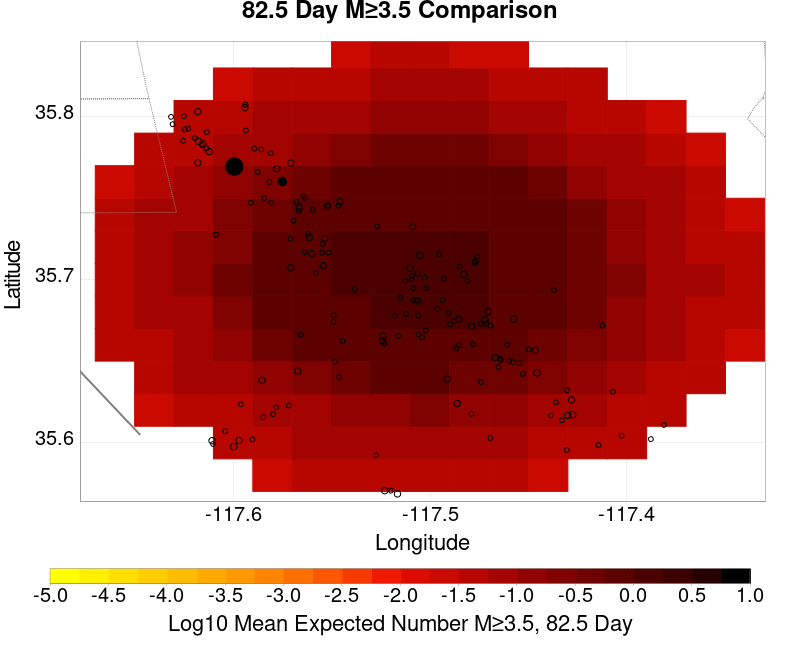 82.5 Day M≥3.5 Comparison
Latitude
35.8
35.7
35.6
-117.6 -117.5 -117.4
Longitude
-5.0 -4.5 -4.0 -3.5 -3.0 -2.5 -2.0 -1.5 -1.0 -0.5 0.0 0.5 1.0
Log10 Mean Expected Number M≥3.5, 82.5 Day